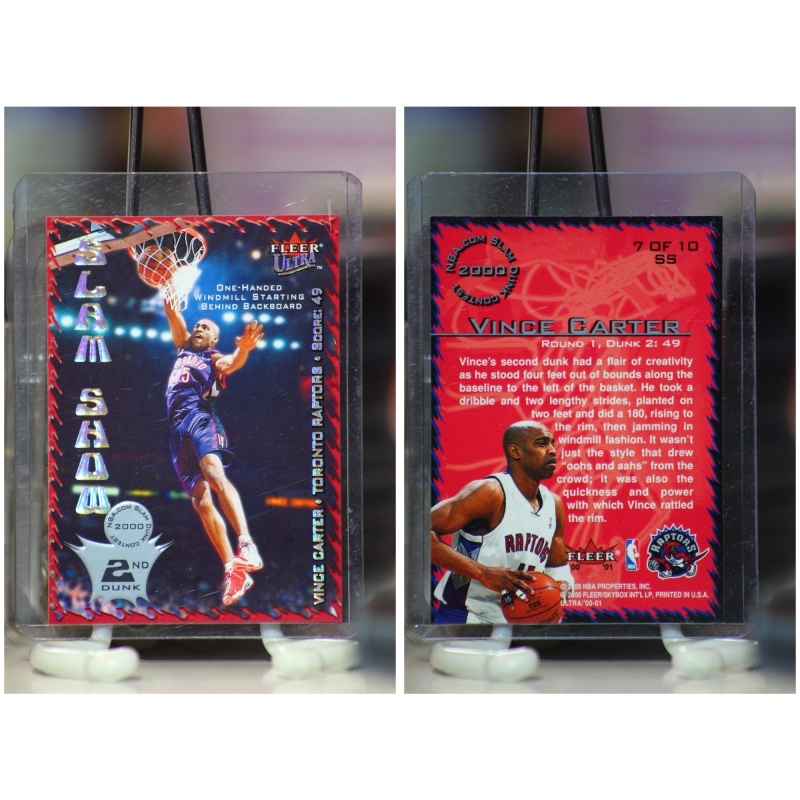 SLAM SHOW
FLEER
ULTRA™
ONE-HANDED
WINDMILL STARTING
BEHIND BACKBOARD
VINCE CARTER • TORONTO RAPTORS • SCORE: 49
NBA.COM SLAM DUNK CONTEST
2000
2ND
DUNK
NBA.COM SLAM DUNK CONTEST
2000
7 OF 10
SS
VINCE CARTER
ROUND 1, DUNK 2: 49
Vince's second dunk had a flair of creativity
as he stood four feet out of bounds along the
baseline to the left of the basket. He took a
dribble and two lengthy strides, planted on
two feet and did a 180, rising to
the rim, then jamming in
windmill fashion. It wasn't
just the style that drew
"oohs and aahs" from the
crowd; it was also the
quickness and power
with which Vince rattled
the rim.
RAPTO
15
FLEER
'00 '01
NBA
RAPTORS
© 2000 NBA PROPERTIES, INC.
© 2000 FLEER/SKYBOX INT'L LP, PRINTED IN U.S.A.
ULTRA/'00-01